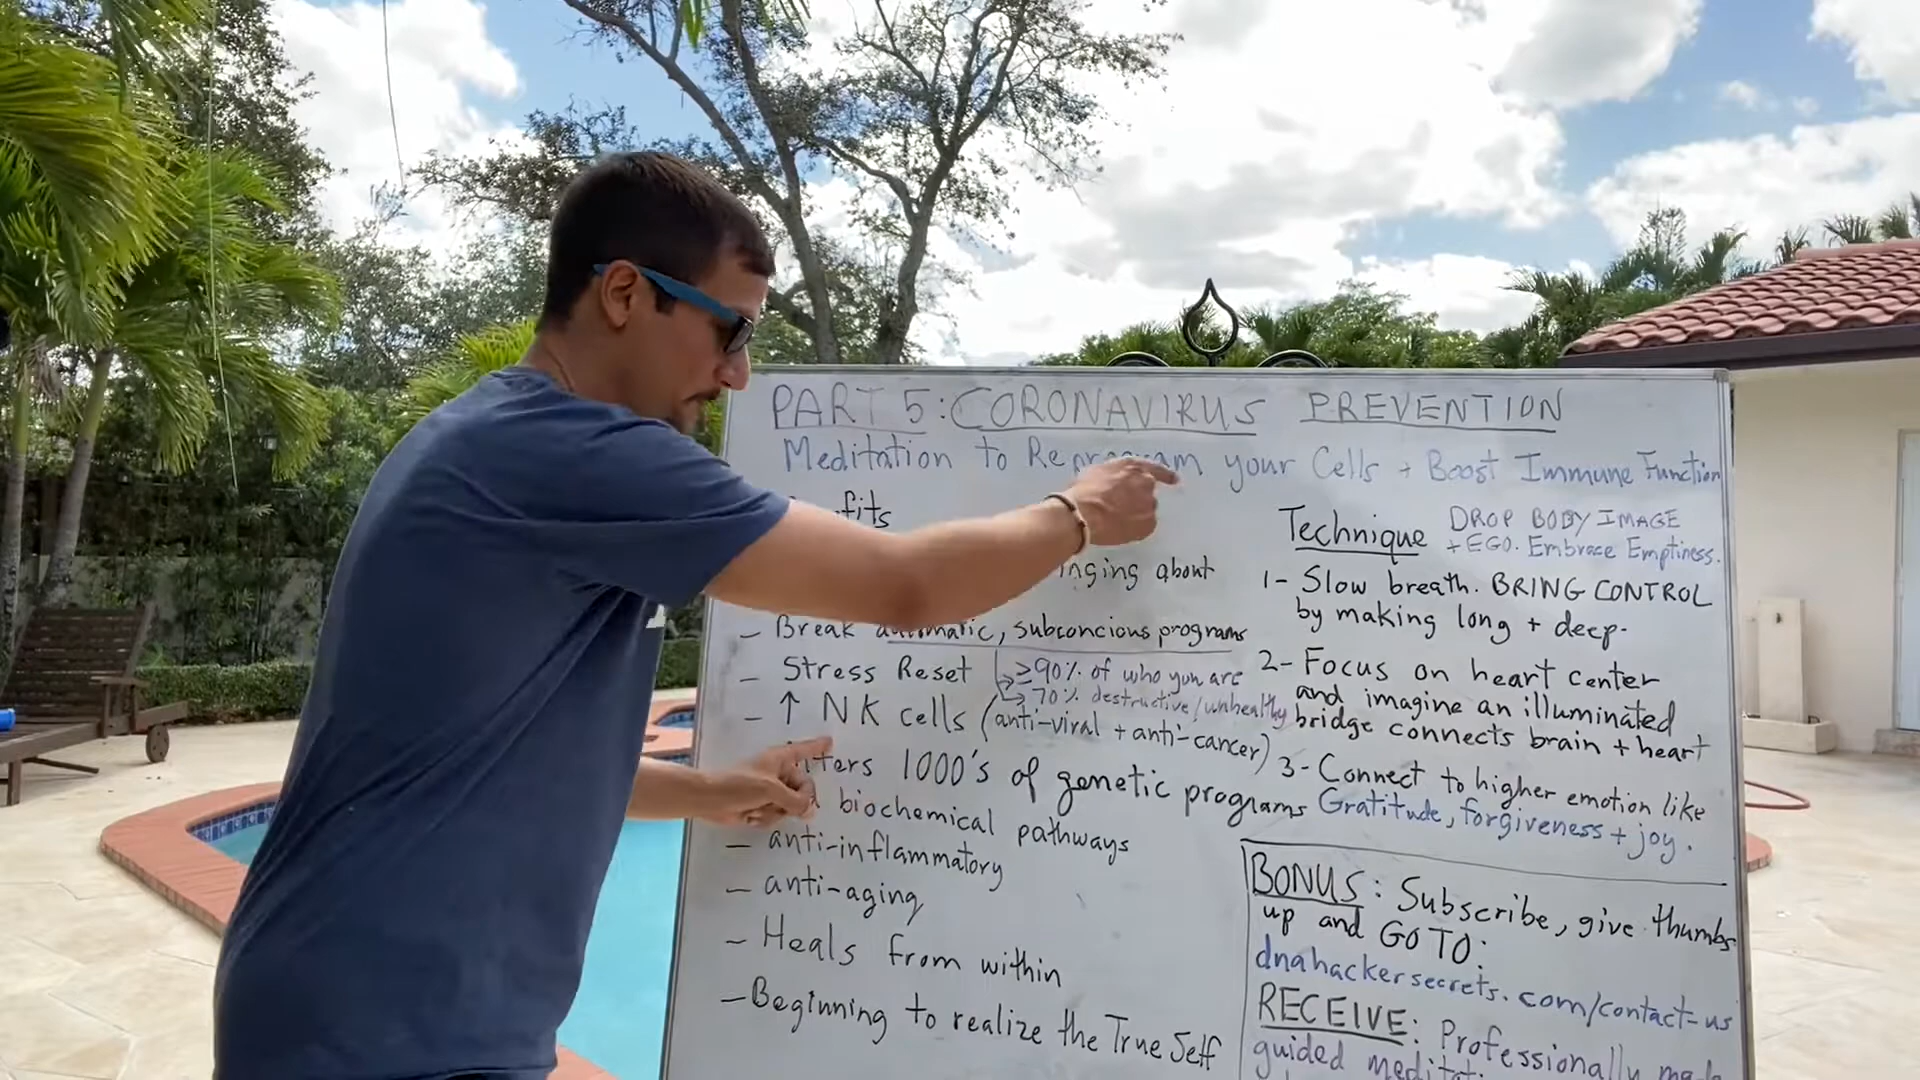 PART 5: CORONAVIRUS PREVENTION
Meditation to Reprogram your Cells + Boost Immune Function
about
- Break automatic, subconcious programs
- Stress Reset
≥90% of who you are
70% destructive/unhealthy
- ↑ NK cells (anti-viral + anti-cancer)
1000's of genetic programs
biochemical pathways
- anti-inflammatory
- anti-aging
- Heals from within
- Beginning to realize the True Self
Technique
DROP BODY IMAGE
+ EGO. Embrace Emptiness.
1- Slow breath. BRING CONTROL
by making long + deep.
2- Focus on heart center
and imagine an illuminated
bridge connects brain + heart
3- Connect to higher emotion like
Gratitude, forgiveness + joy.
BONUS: Subscribe, give thumbs
up and GO TO:
dnahackersecrets.com/contact-us
RECEIVE: Professionally made
guided